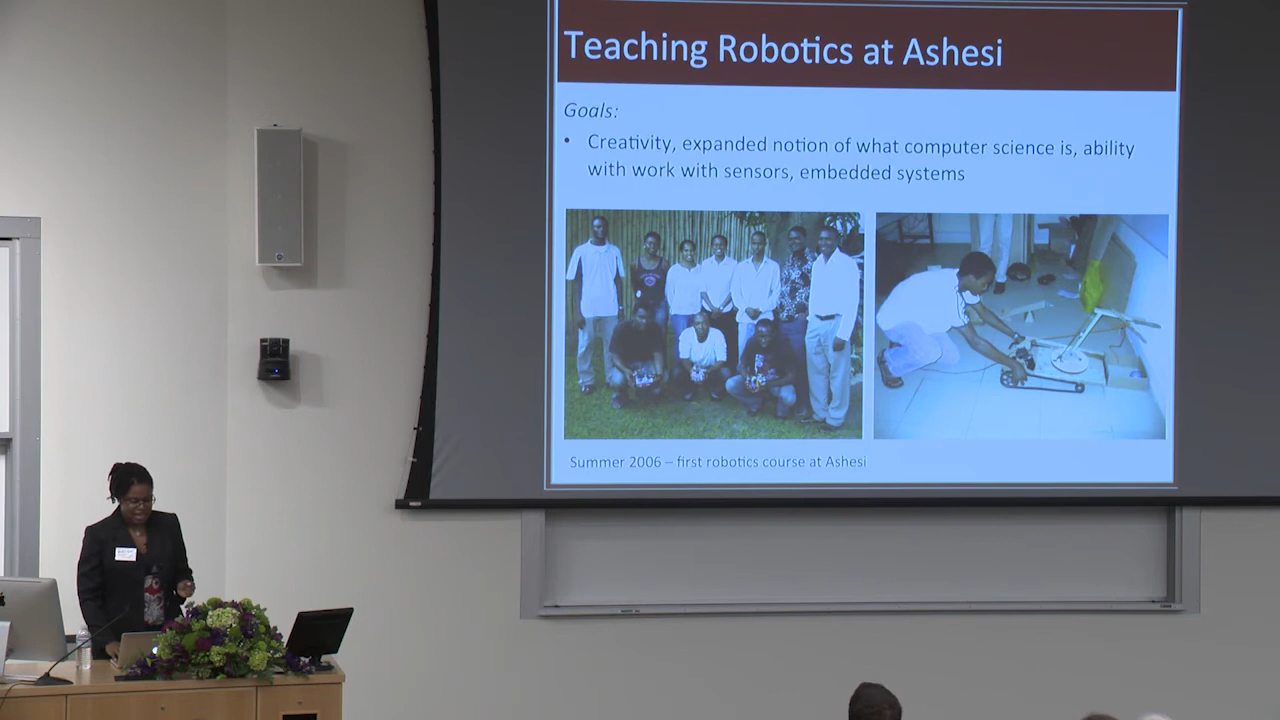 Teaching Robotics at Ashesi
Goals:
• Creativity, expanded notion of what computer science is, ability
with work with sensors, embedded systems
Summer 2006 – first robotics course at Ashesi